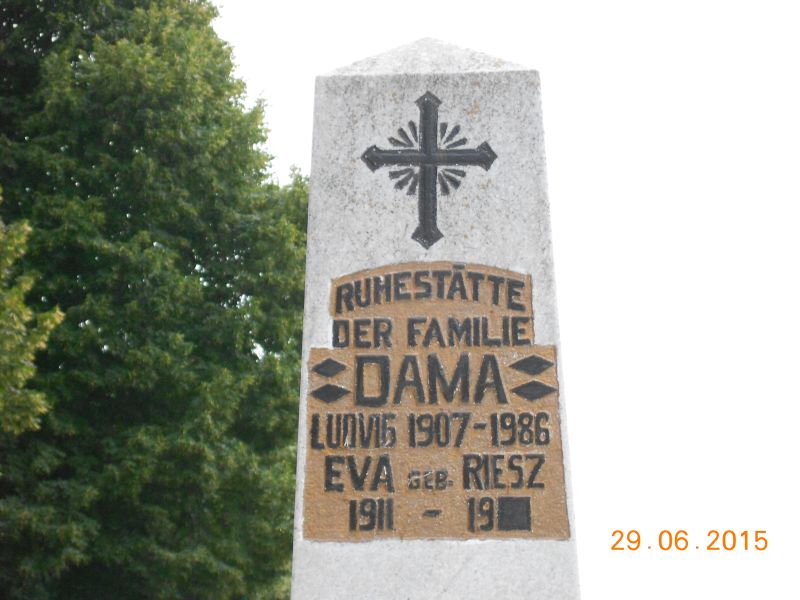 RUHESTÄTTE
DER FAMILIE
DAMA
LUDVIG 1907-1986
EVA GEB. RIESZ
1911 - 19
29.06.2015